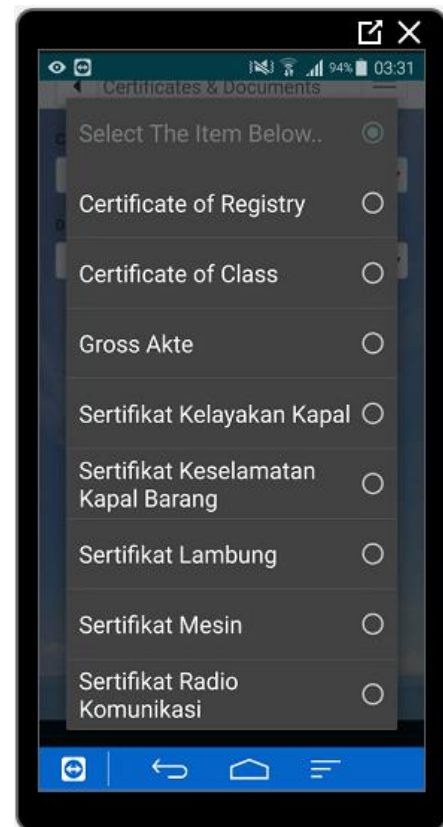 94% 03:31
Certificates & Documents
Select The Item Below..
Certificate of Registry
Certificate of Class
Gross Akte
Sertifikat Kelayakan Kapal
Sertifikat Keselamatan
Kapal Barang
Sertifikat Lambung
Sertifikat Mesin
Sertifikat Radio
Komunikasi